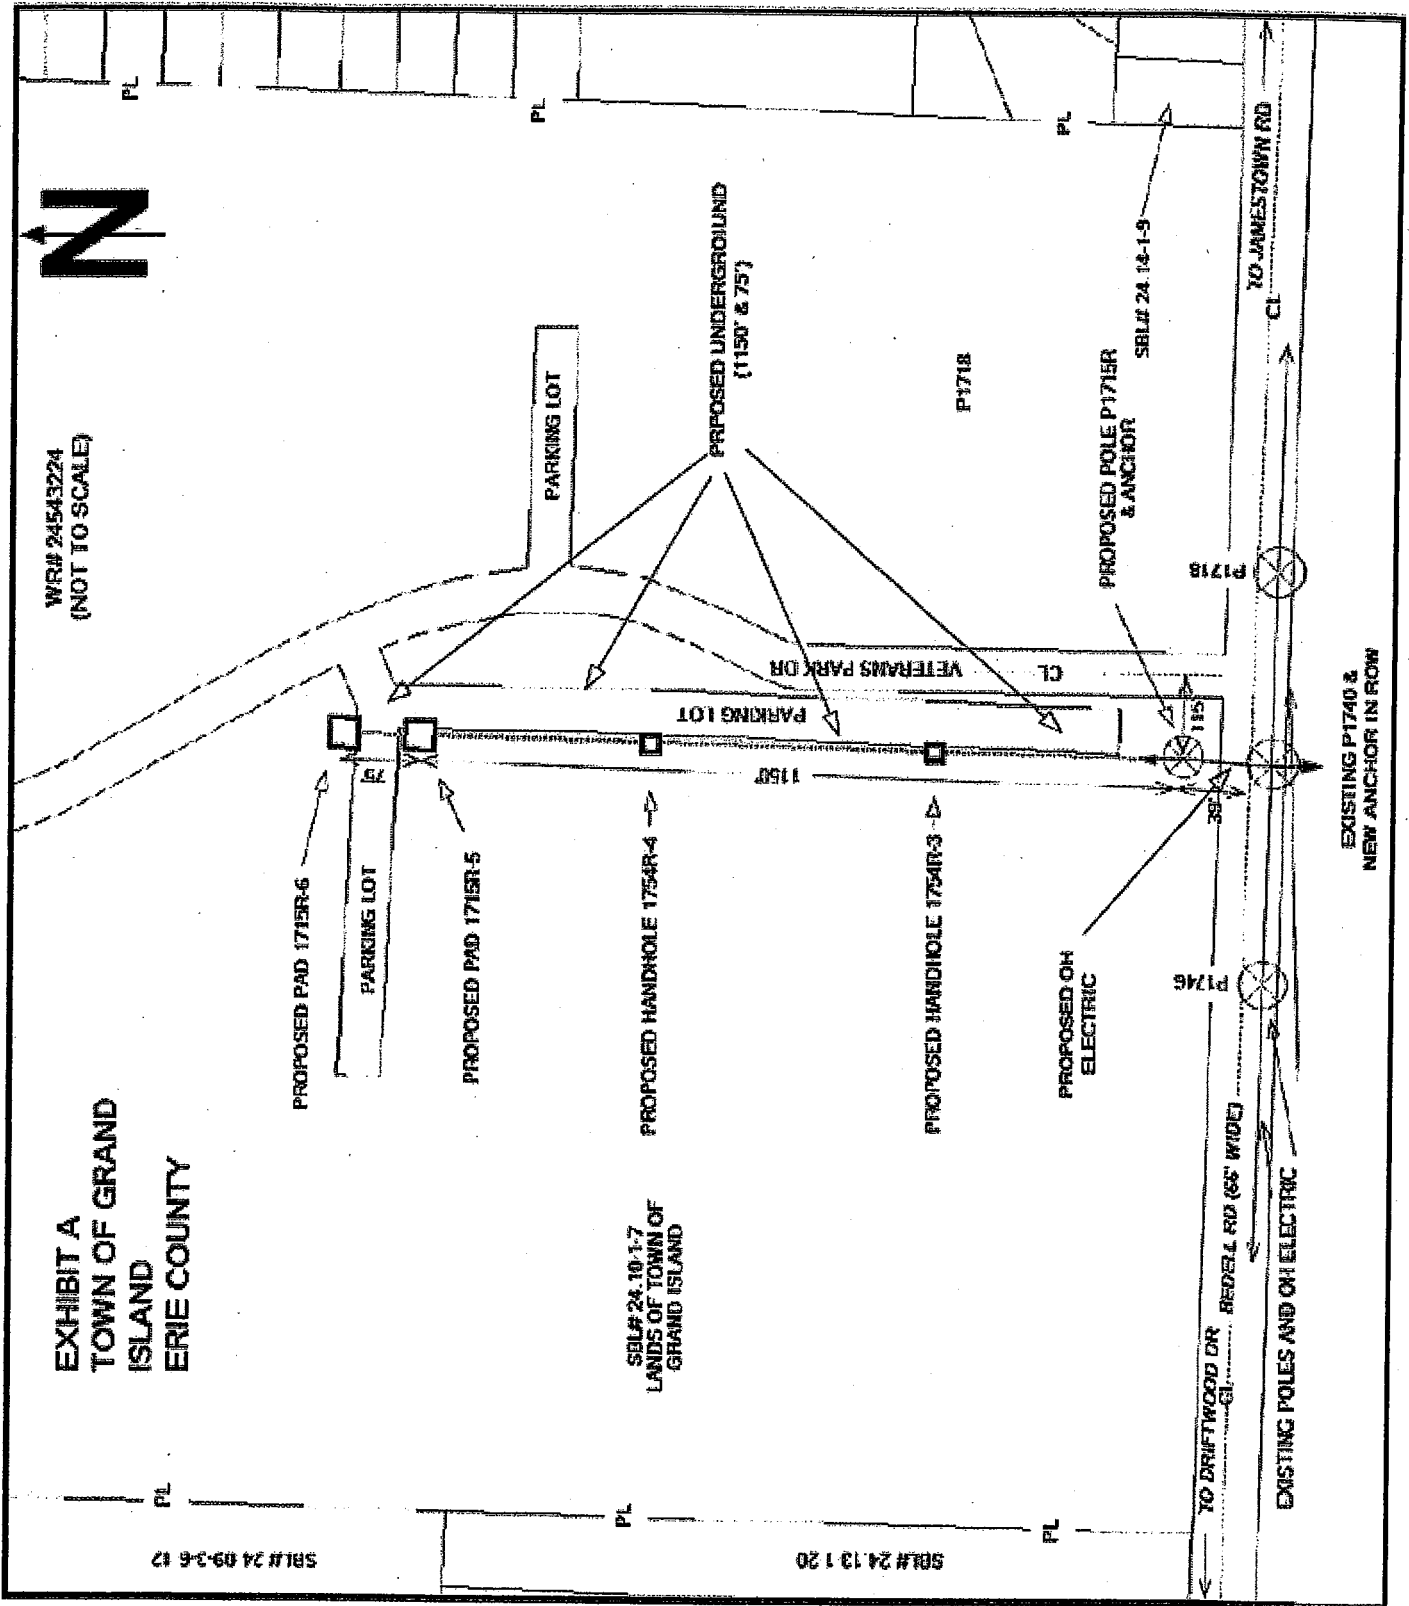 EXHIBIT A
TOWN OF GRAND
ISLAND
ERIE COUNTY
WR# 24543224
(NOT TO SCALE)
N
PL
PL
PL
PL
PL
PL
SBL# 24.09-3-6.12
SBL# 24.13-1-20
SBL# 24.10-1-7
LANDS OF TOWN OF
GRAND ISLAND
PROPOSED PAD 1715R-6
PARKING LOT
PROPOSED PAD 1715R-5
75'
PROPOSED HANDHOLE 1754R-4
PROPOSED HANDHOLE 1754R-3
1150'
PARKING LOT
VETERANS PARK DR
CL
PARKING LOT
PRPOSED UNDERGROUND
(1150' & 75')
P1718
PROPOSED POLE P1715R
& ANCHOR
SBL# 24.14-1-9
115'
39'
PROPOSED OH
ELECTRIC
P1746
P1718
TO DRIFTWOOD DR
CL
BEDELL RD (66' WIDE)
TO JAMESTOWN RD
CL
EXISTING POLES AND OH ELECTRIC
EXISTING P1740 &
NEW ANCHOR IN ROW